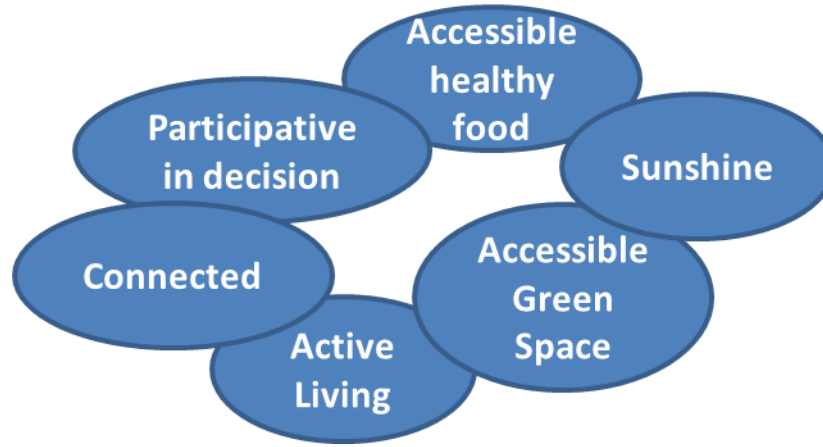 Accessible
healthy
food
Participative
in decision
Sunshine
Connected
Accessible
Green
Space
Active
Living